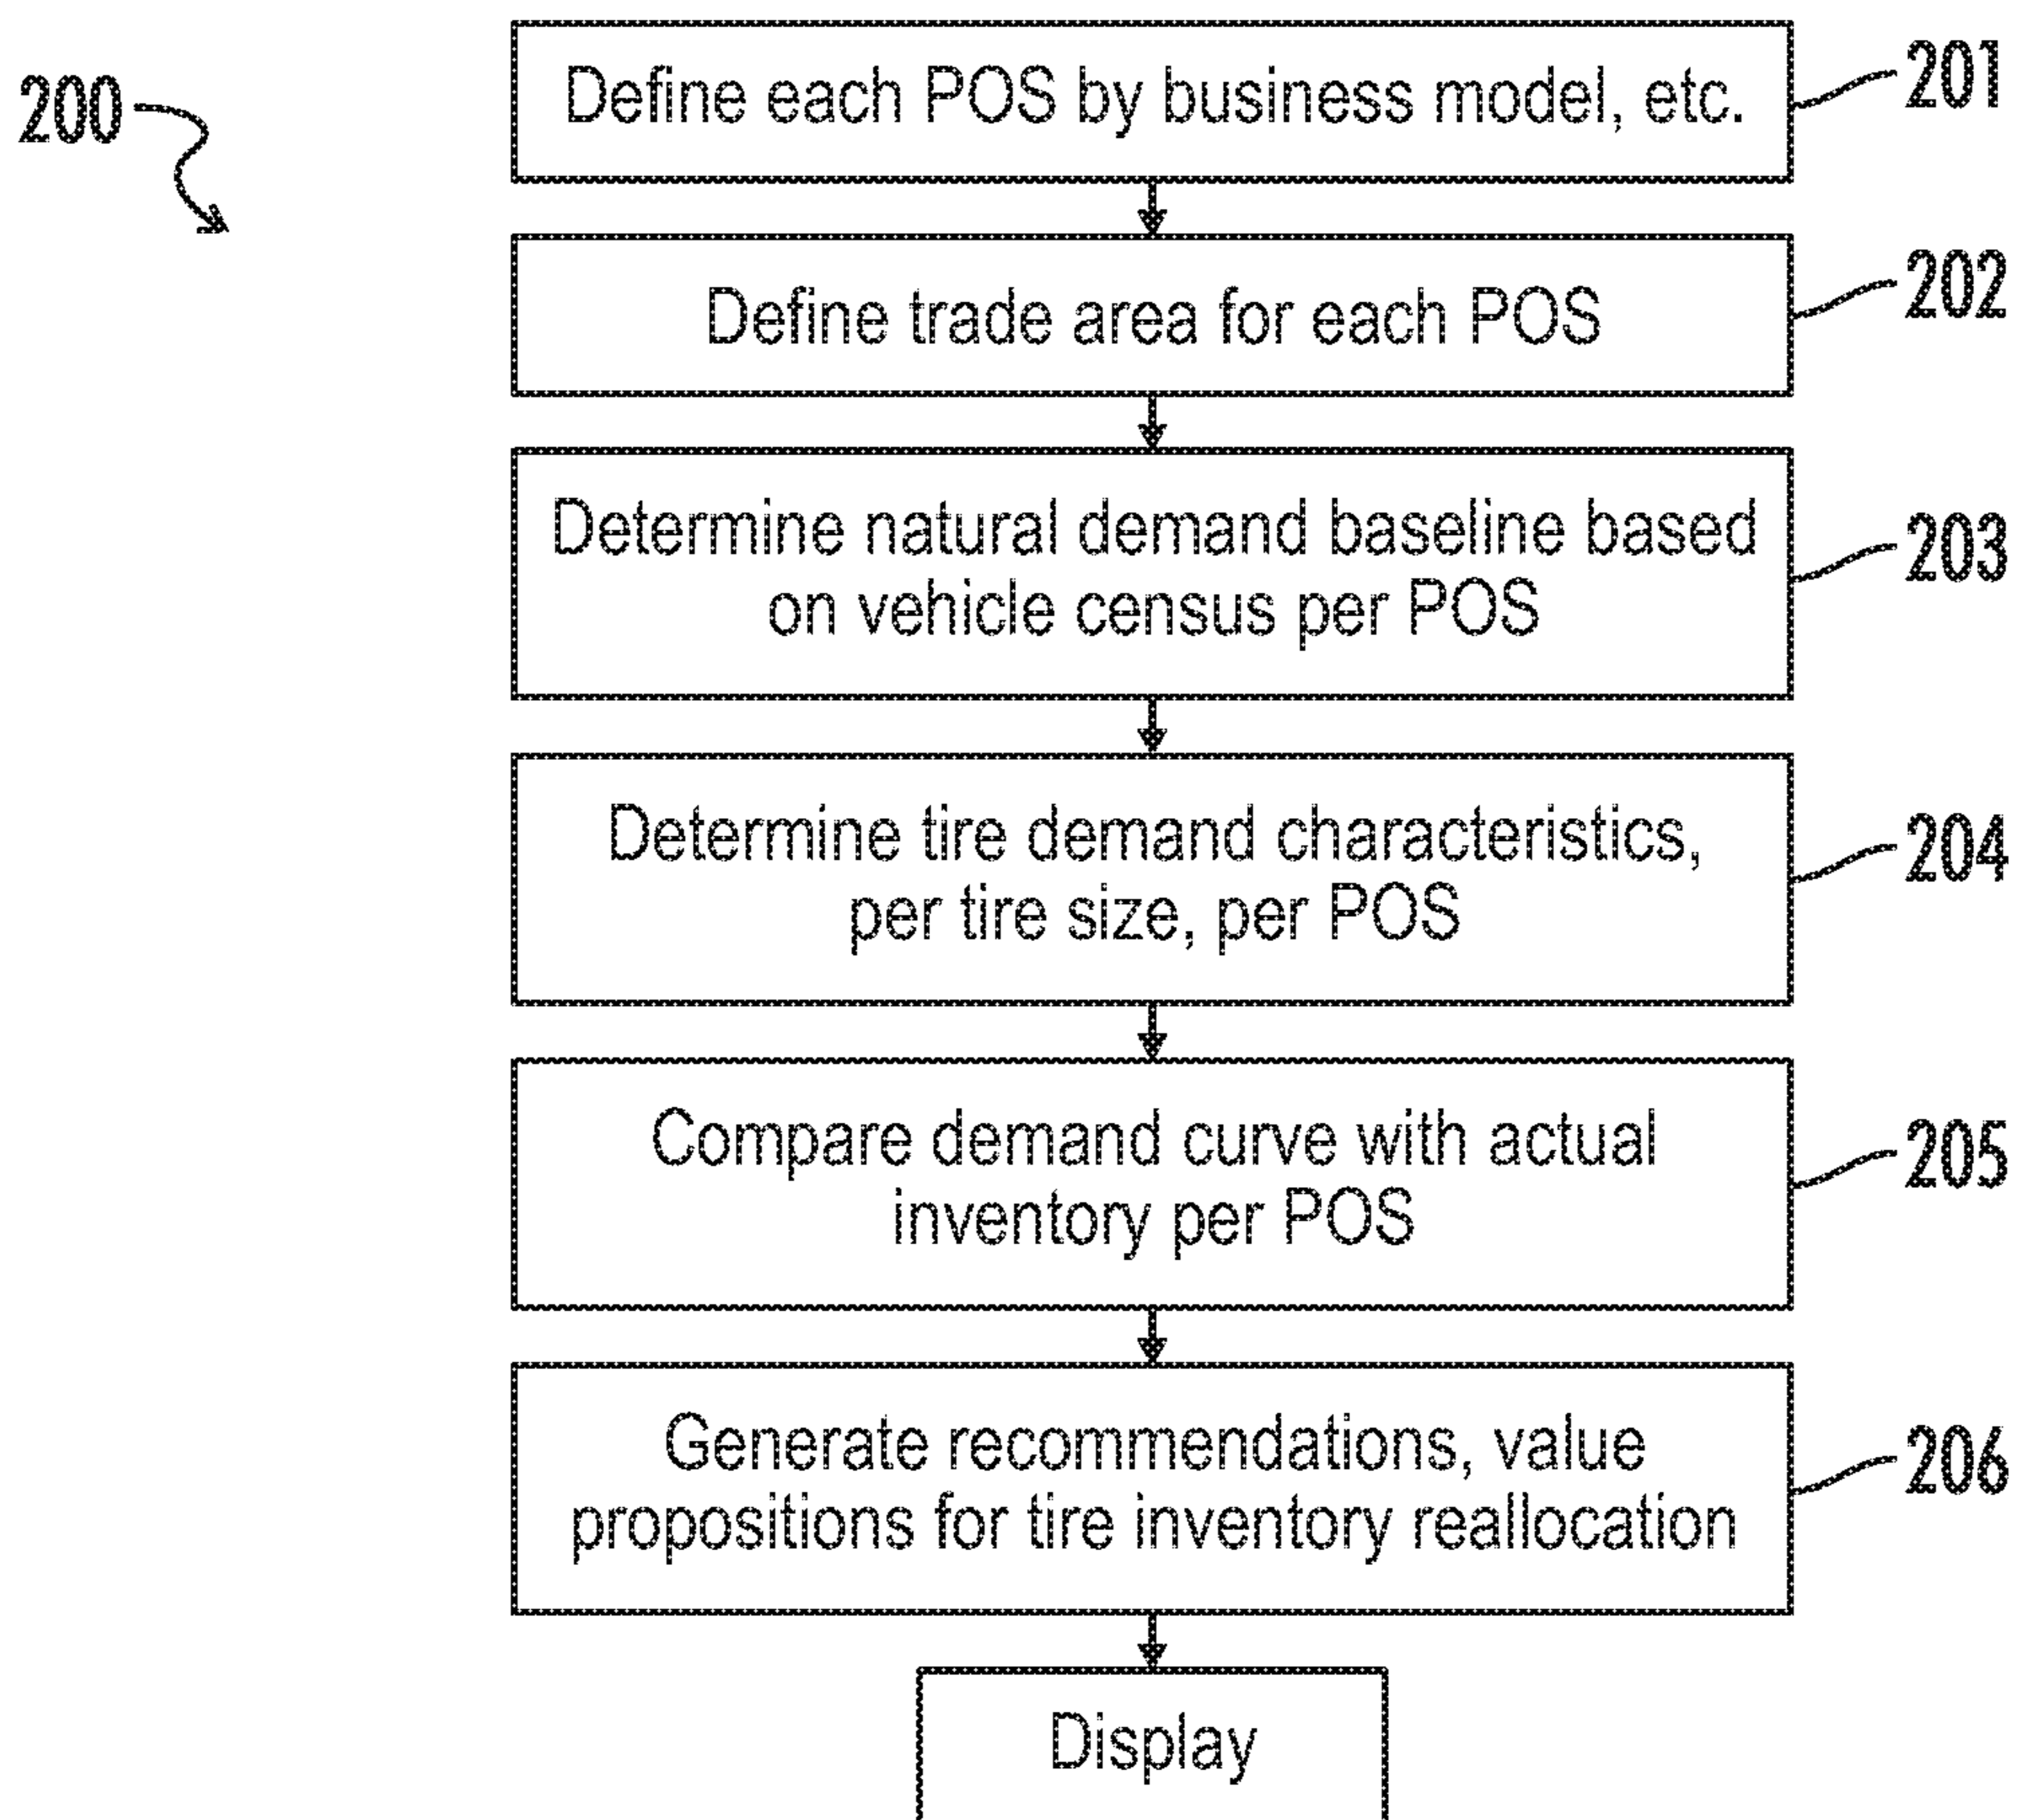 200
Define each POS by business model, etc.
201
Define trade area for each POS
202
Determine natural demand baseline based
on vehicle census per POS
203
Determine tire demand characteristics,
per tire size, per POS
204
Compare demand curve with actual
inventory per POS
205
Generate recommendations, value
propositions for tire inventory reallocation
206
Display